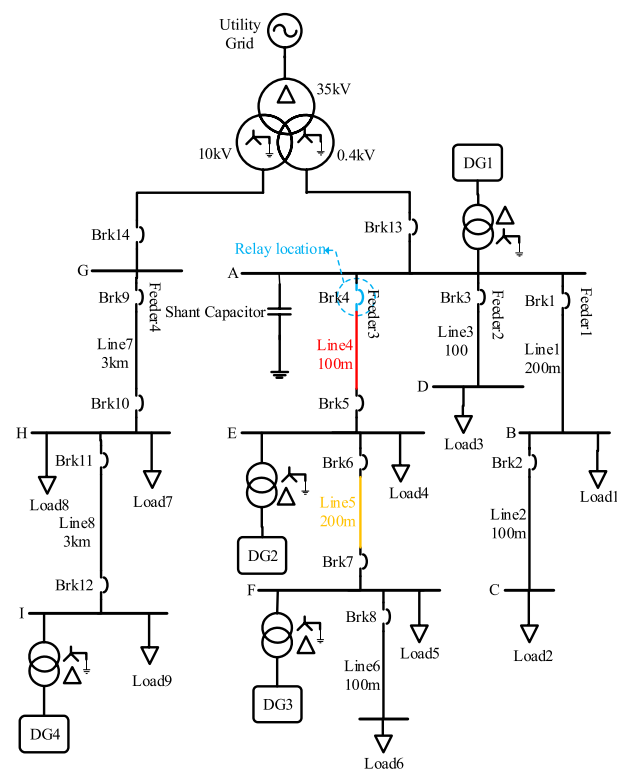 Utility
Grid
35kV
10kV
0.4kV
DG1
Brk14
Brk13
Relay location
G
A
Brk9
Feeder4
Shant Capacitor
Brk4
Feeder3
Brk3
Feeder2
Brk1
Feeder1
Line7
3km
Line4
100m
Line3
100
Line1
200m
D
Brk10
Brk5
Load3
H
E
B
Brk11
Brk6
Brk2
Load8
Load7
Load4
Load1
Line8
3km
Line5
200m
Line2
100m
DG2
Brk12
Brk7
F
C
I
Brk8
Load5
Load2
Load9
Line6
100m
DG3
DG4
Load6